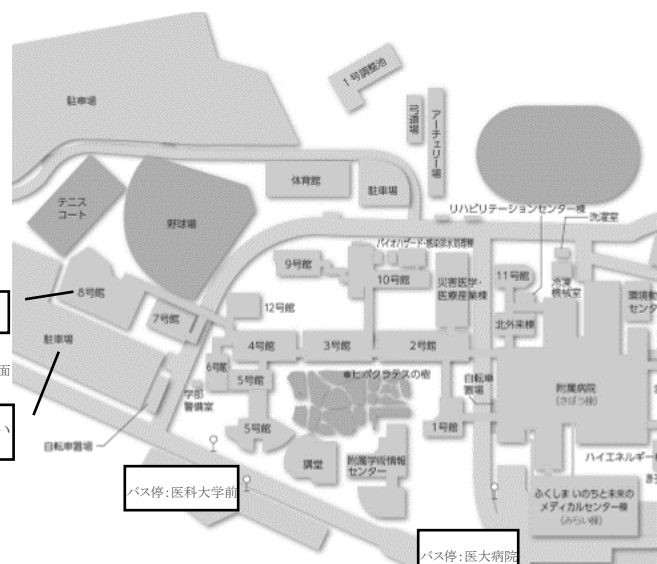 1号調整池
駐車場
弓道場
アーチェリー場
体育館
駐車場
テニス
コート
野球場
リハビリテーションセンター棟
洗濯室
バイオハザード・感染排水処理棟
9号館
10号館
災害医学・
医療産業棟
11号館
冷凍
機械室
環境動
センタ
8号館
7号館
12号館
北外来棟
駐車場
4号館
3号館
2号館
6号館
5号館
ヒポクラテスの樹
自転車
置場
附属病院
(きぼう棟)
面
学部
警備室
い
自転車置場
5号館
講堂
附属学術情報
センター
1号館
ハイエネルギー
バス停:医科大学前
ふくしま いのちと未来の
メディカルセンター棟
(みらい棟)
バス停:医大病院